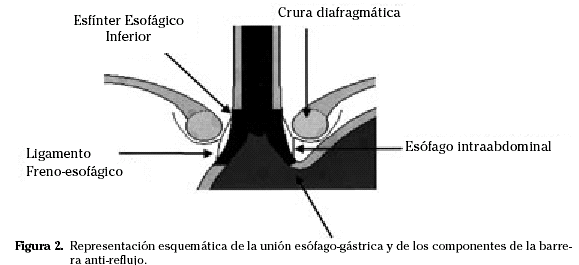 Esfínter Esofágico
Inferior
Crura diafragmática
Ligamento
Freno-esofágico
Esófago intraabdominal
Figura 2. Representación esquemática de la unión esófago-gástrica y de los componentes de la barre-
ra anti-reflujo.